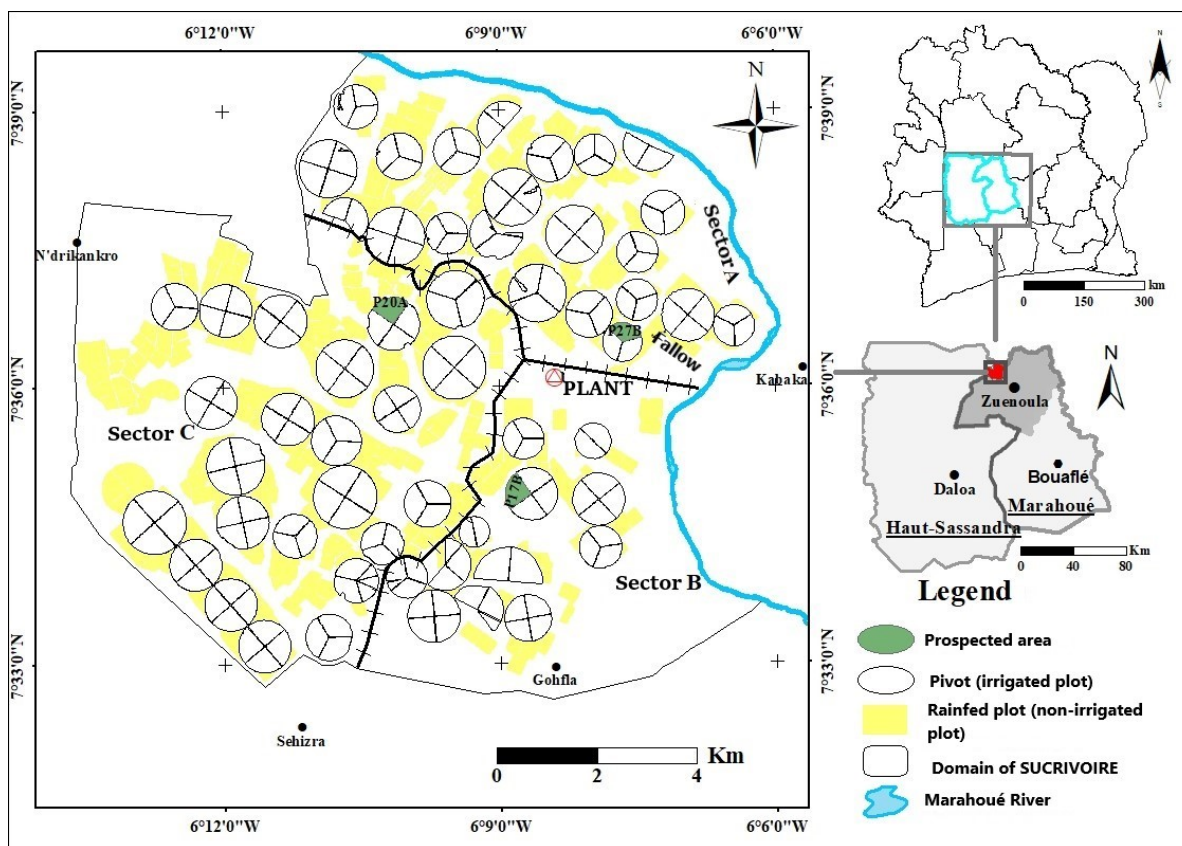 6°12'0"W
6°9'0"W
6°6'0"W
7°39'0"N
7°36'0"N
7°33'0"N
7°39'0"N
7°36'0"N
7°33'0"N
N
N'drikankro
Sector A
P20A
P27B
Fallow
PLANT
Sector C
P17B
Sector B
Gohfla
Sehizra
Km
0 2 4
6°12'0"W
6°9'0"W
6°6'0"W
N
S
km
0 150 300
N
Zuenoula
Bouaflé
Daloa
Marahoué
Haut-Sassandra
Km
0 40 80
Legend
Prospected area
Pivot (irrigated plot)
Rainfed plot (non-irrigated
plot)
Domain of SUCRIVOIRE
Marahoué River